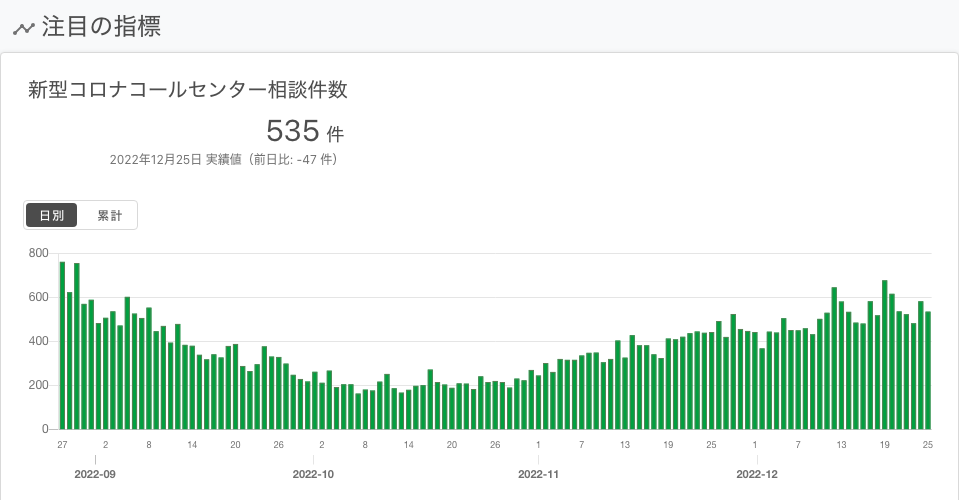 注目の指標
新型コロナコールセンター相談件数
535 件
2022年12月25日 実績値（前日比: -47 件）
日別 累計
800
600
400
200
0
27 2 8 14 20 26 2 8 14 20 26 1 7 13 19 25 1 7 13 19 25
2022-09 2022-10 2022-11 2022-12